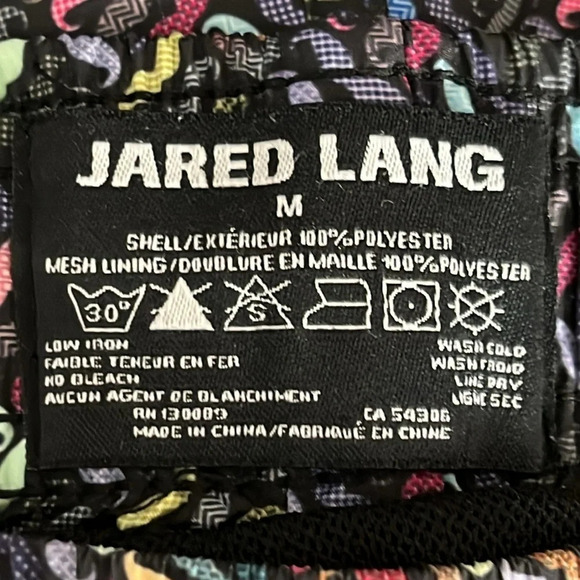 JARED LANG
M
SHELL/EXTÉRIEUR 100%POLYESTER
MESH LINING/DOUBLURE EN MAILLE 100%POLYESTER
30° S
LOW IRON WASH COLD
FAIBLE TENEUR EN FER WASH FROID
NO BLEACH LINE DRY
AUCUN AGENT DE BLANCHIMENT LIGNE SEC
RN 130089 CA 54306
MADE IN CHINA/FABRIQUÉ EN CHINE